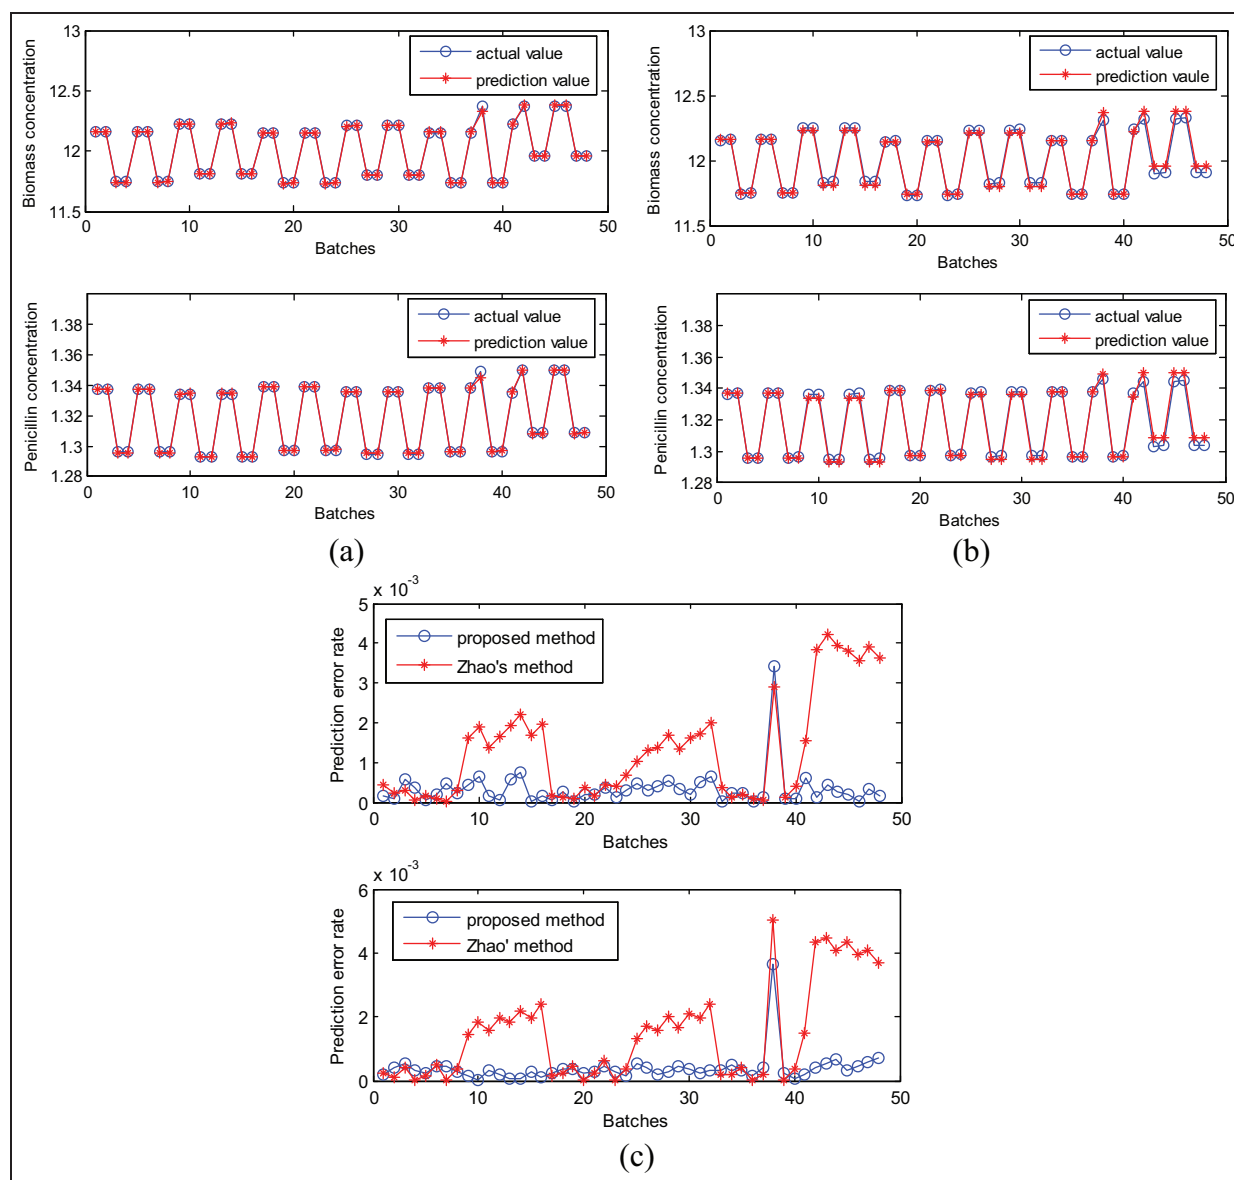 13
12.5
12
11.5
Biomass concentration
actual value
prediction value
0
10
20
30
40
50
Batches
13
12.5
12
11.5
Biomass concentration
actual value
prediction vaule
0
10
20
30
40
50
Batches
1.38
1.36
1.34
1.32
1.3
1.28
Penicillin concentration
actual value
prediction value
0
10
20
30
40
50
Batches
(a)
1.38
1.36
1.34
1.32
1.3
1.28
Penicillin concentration
actual value
prediction value
0
10
20
30
40
50
Batches
(b)
x 10^-3
5
4
3
2
1
0
Prediction error rate
proposed method
Zhao's method
0
10
20
30
40
50
Batches
x 10^-3
6
4
2
0
Prediction error rate
proposed method
Zhao' method
0
10
20
30
40
50
Batches
(c)